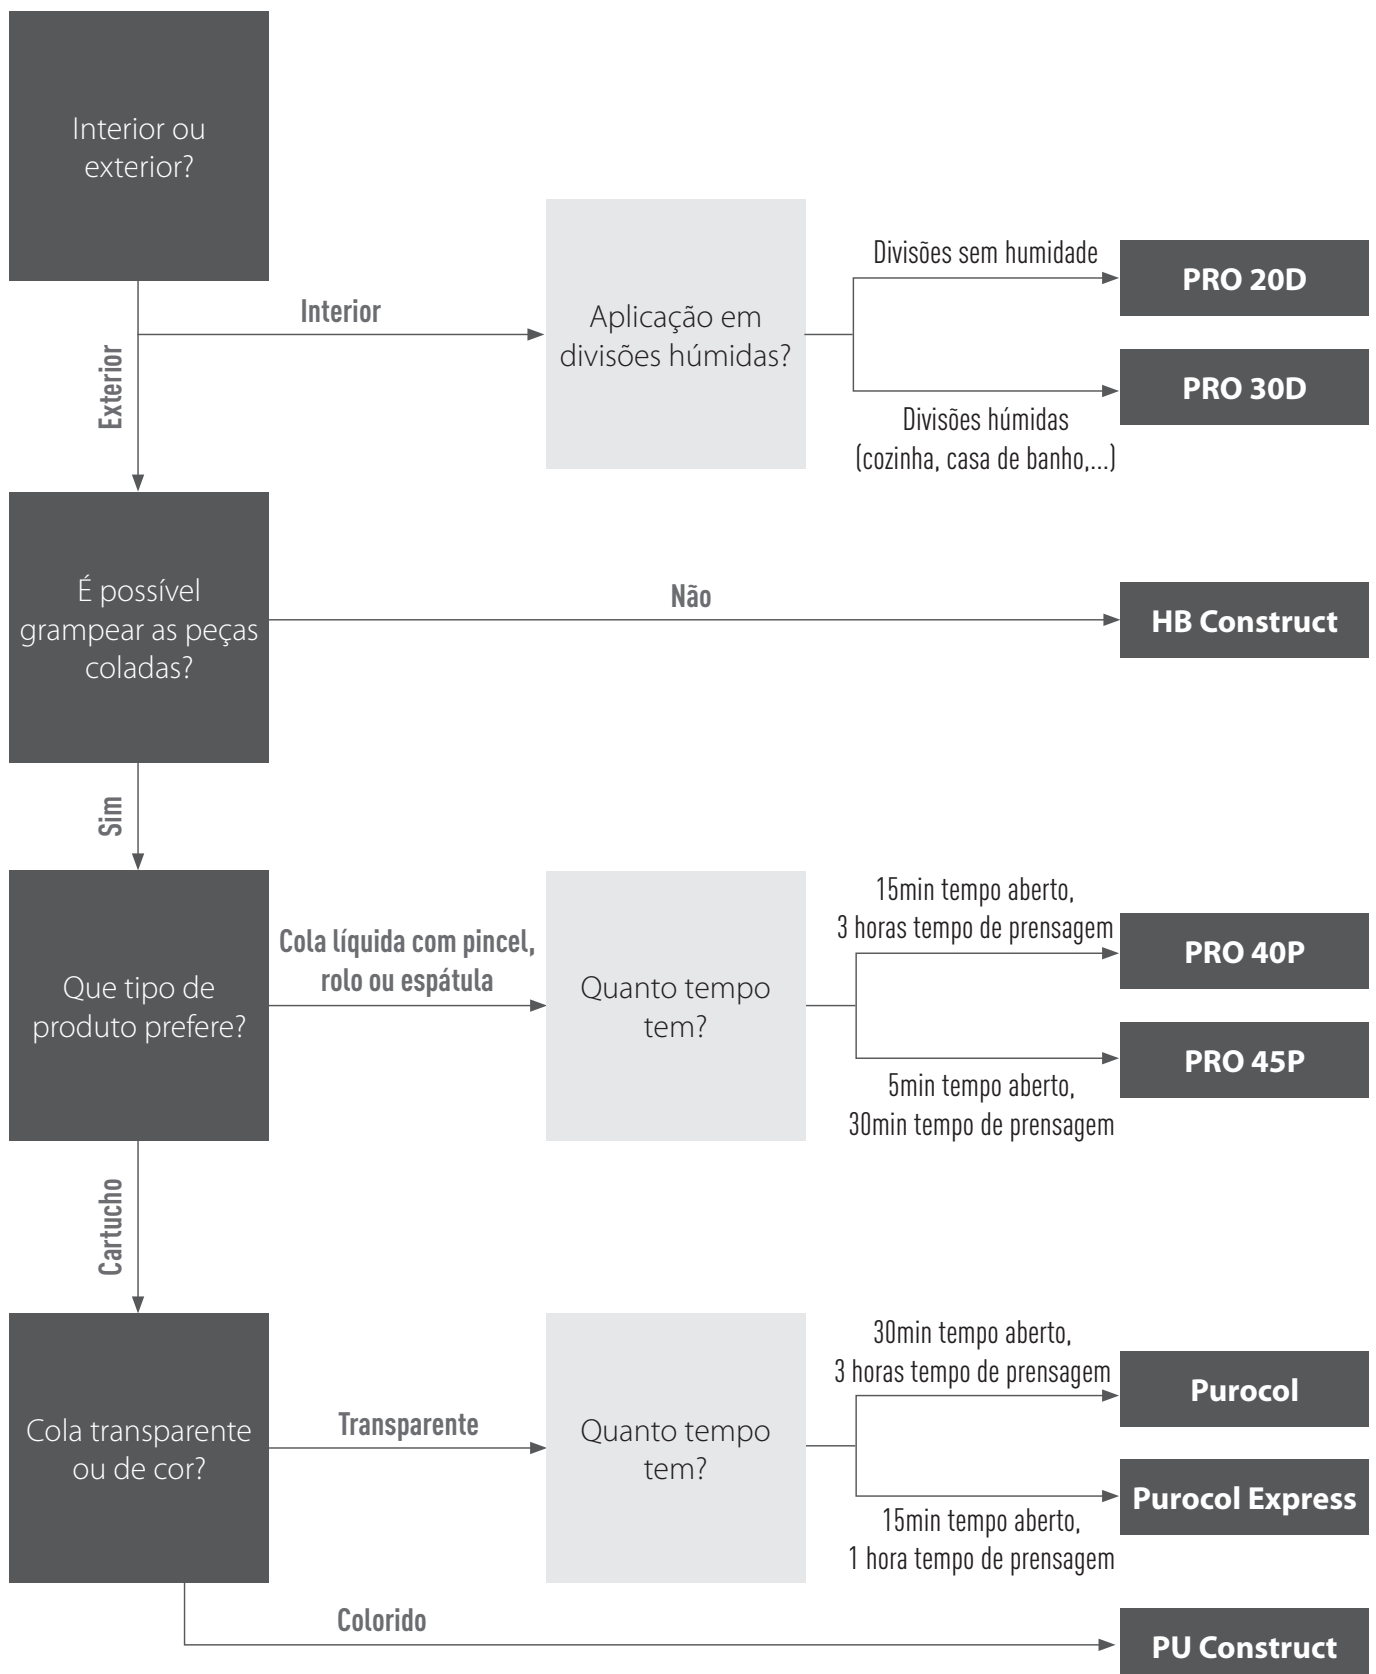 Interior ou
exterior?
Interior
Exterior
Aplicação em
divisões húmidas?
Divisões sem humidade
PRO 20D
PRO 30D
Divisões húmidas
(cozinha, casa de banho,...)
É possível
grampear as peças
coladas?
Não
HB Construct
Sim
Que tipo de
produto prefere?
Cola líquida com pincel,
rolo ou espátula
Quanto tempo
tem?
15min tempo aberto,
3 horas tempo de prensagem
PRO 40P
PRO 45P
5min tempo aberto,
30min tempo de prensagem
Cartucho
Cola transparente
ou de cor?
Transparente
Quanto tempo
tem?
30min tempo aberto,
3 horas tempo de prensagem
Purocol
Purocol Express
15min tempo aberto,
1 hora tempo de prensagem
Colorido
PU Construct